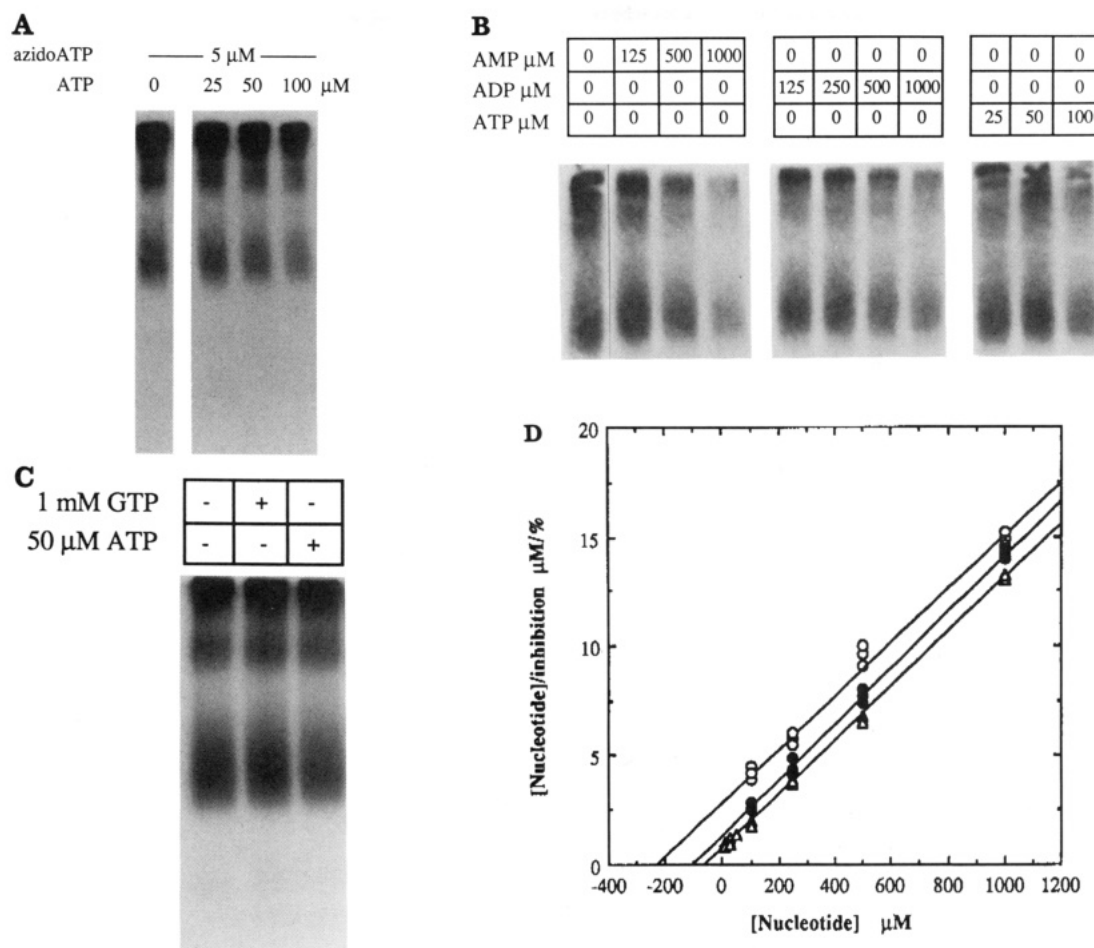 A
azidoATP 5 µM
ATP 0 25 50 100 µM
B
AMP µM 0 125 500 1000 0 0 0 0 0 0 0
ADP µM 0 0 0 0 125 250 500 1000 0 0 0
ATP µM 0 0 0 0 0 0 0 0 25 50 100
C
1 mM GTP - + -
50 µM ATP - - +
D
[Nucleotide]/inhibition µM/%
20
15
10
5
0
-400 -200 0 200 400 600 800 1000 1200
[Nucleotide] µM